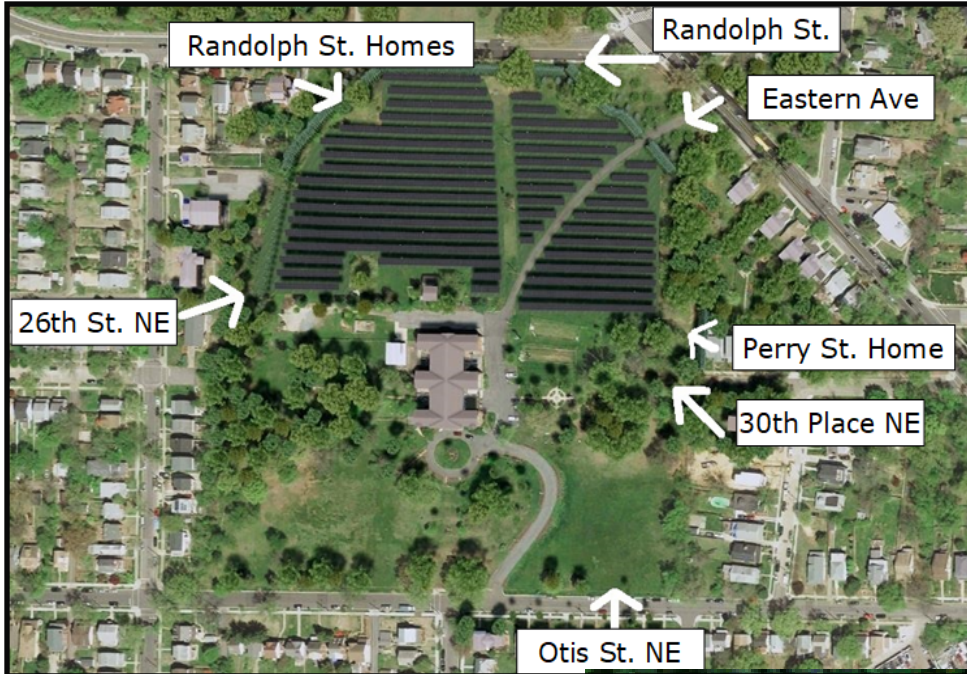 Randolph St. Homes
Randolph St.
Eastern Ave
26th St. NE
Perry St. Home
30th Place NE
Otis St. NE